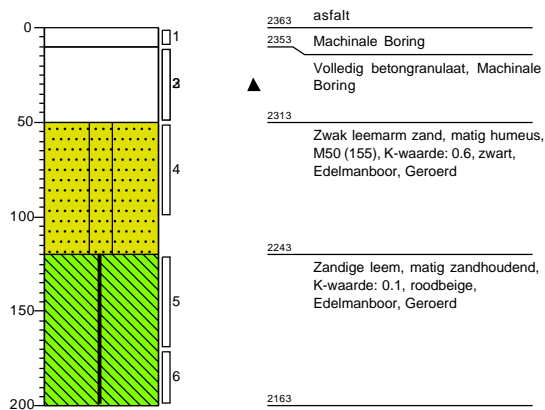 0
50
100
150
200
1
4
5
6
2363
asfalt
2353
Machinale Boring
Volledig betongranulaat, Machinale
Boring
2313
Zwak leemarm zand, matig humeus,
M50 (155), K-waarde: 0.6, zwart,
Edelmanboor, Geroerd
2243
Zandige leem, matig zandhoudend,
K-waarde: 0.1, roodbeige,
Edelmanboor, Geroerd
2163